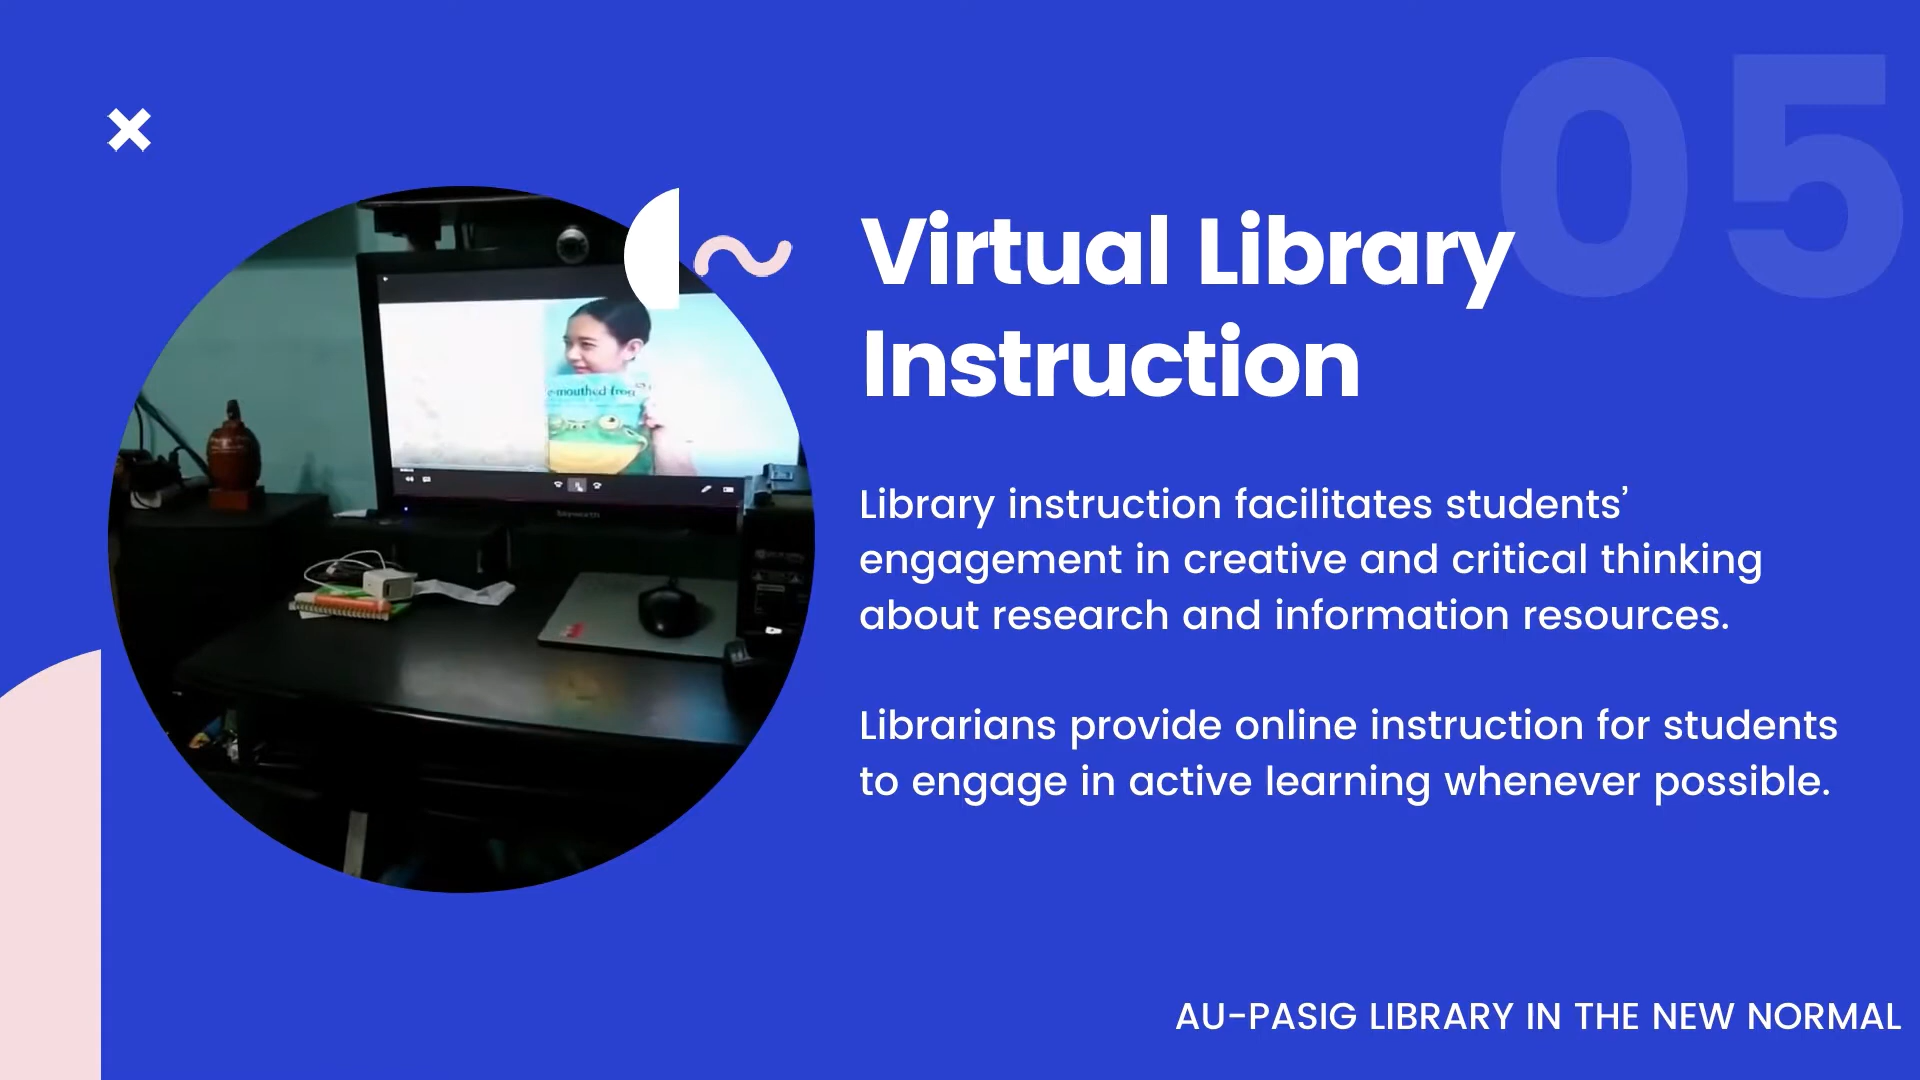 05
Virtual Library
Instruction
e-mouthed frog
Library instruction facilitates students’
engagement in creative and critical thinking
about research and information resources.
Librarians provide online instruction for students
to engage in active learning whenever possible.
AU-PASIG LIBRARY IN THE NEW NORMAL